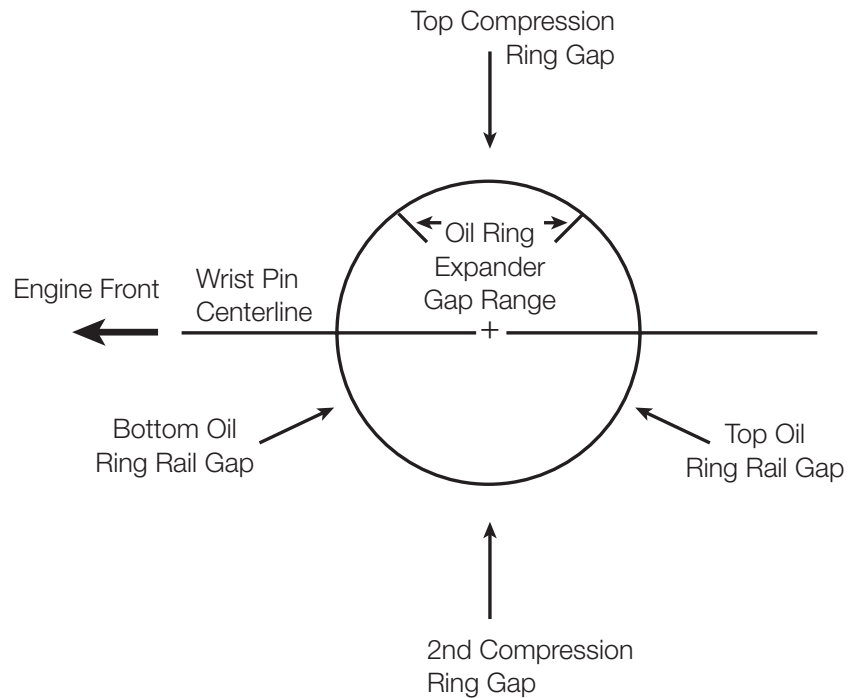 Top Compression
Ring Gap
Oil Ring
Expander
Gap Range
Wrist Pin
Centerline
Engine Front
Bottom Oil
Ring Rail Gap
Top Oil
Ring Rail Gap
2nd Compression
Ring Gap